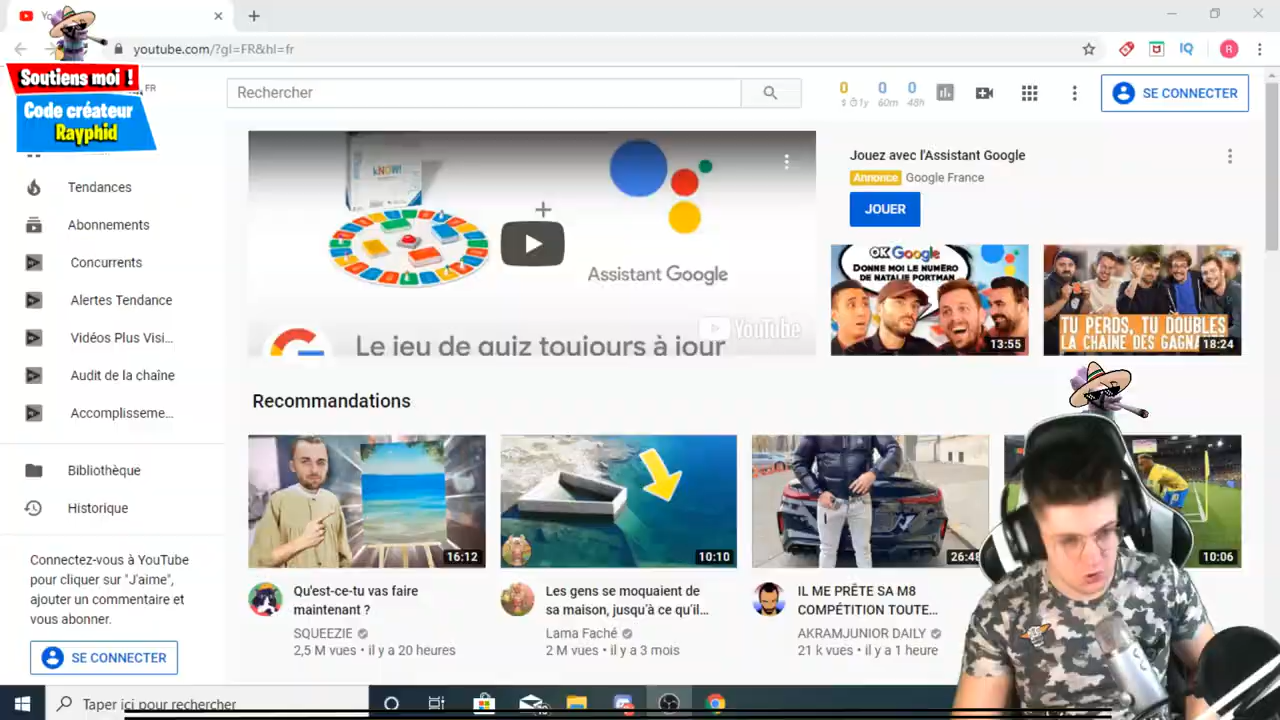 youtube.com/?gl=FR&hl=fr
IQ
R
Soutiens moi !
Code créateur
Rayphid
FR
Rechercher
0
0
0
1y
60m
48h
SE CONNECTER
Tendances
Abonnements
Concurrents
Alertes Tendance
Vidéos Plus Visi...
Audit de la chaîne
Accomplisseme...
Bibliothèque
Historique
Connectez-vous à YouTube
pour cliquer sur "J'aime",
ajouter un commentaire et
vous abonner.
SE CONNECTER
kNOW!
Assistant Google
YouTube
Le jeu de quiz toujours à jour
Jouez avec l'Assistant Google
Annonce Google France
JOUER
OK Google
DONNE MOI LE NUMÉRO
DE NATALIE PORTMAN
13:55
TU PERDS, TU DOUBLES
LA CHAINE DES GAGNA
18:24
Recommandations
16:12
10:10
26:48
10:06
Qu'est-ce-tu vas faire
maintenant ?
SQUEEZIE
2,5 M vues • il y a 20 heures
Les gens se moquaient de
sa maison, jusqu'à ce qu'il...
Lama Faché
2 M vues • il y a 3 mois
IL ME PRÊTE SA M8
COMPÉTITION TOUTE...
AKRAMJUNIOR DAILY
21 k vues • il y a 1 heure
Taper ici pour rechercher